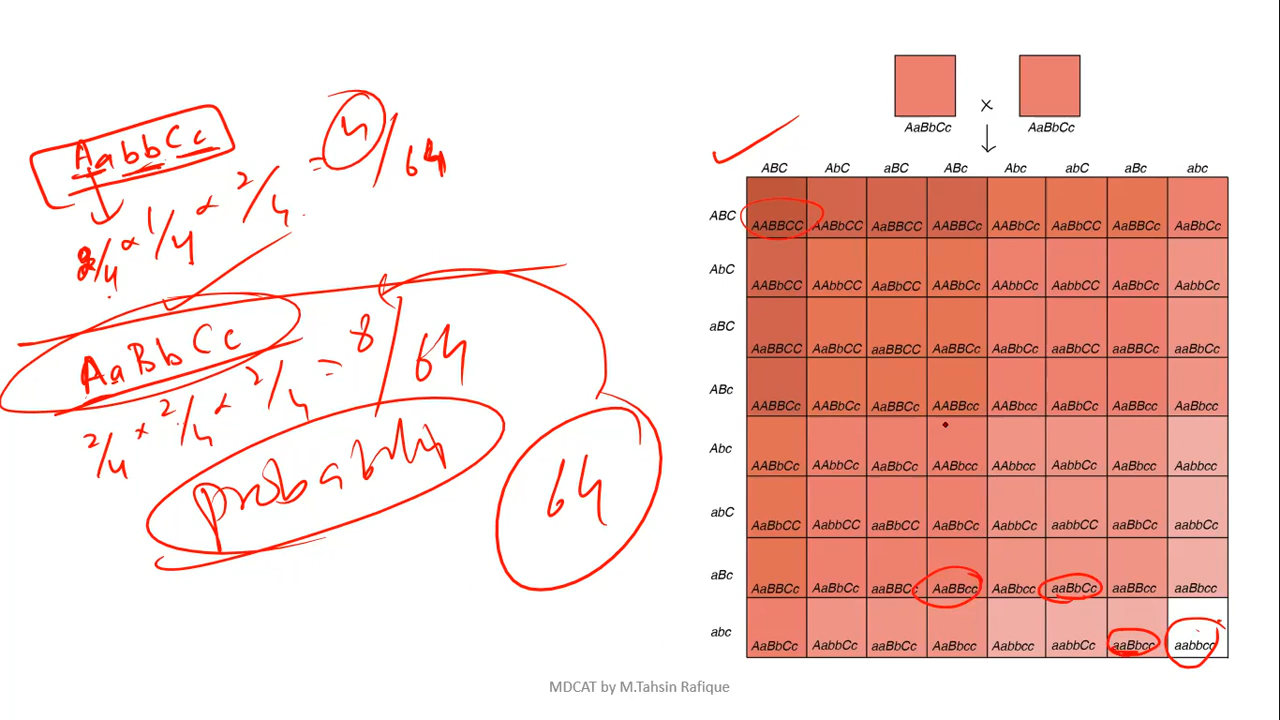 AabbCc
2/4 × 1/4 × 2/4 = 4/64
AaBbCc
2/4 × 2/4 × 2/4 = 8/64
probability
64
×
AaBbCc AaBbCc
ABC AbC aBC ABc Abc abC aBc abc
ABC AABBCC AABbCC AaBBCC AABBCc AABbCc AaBbCC AaBBCc AaBbCc
AbC AABbCC AAbbCC AaBbCC AABbCc AAbbCc AabbCC AaBbCc AabbCc
aBC AaBBCC AaBbCC aaBBCC AaBBCc AaBbCc aaBbCC aaBBCc aaBbCc
ABc AABBCc AABbCc AaBBCc AABBcc AABbcc AaBbCc AaBBcc AaBbcc
Abc AABbCc AAbbCc AaBbCc AABbcc AAbbcc AabbCc AaBbcc Aabbcc
abC AaBbCC AabbCC aaBbCC AaBbCc AabbCc aabbCC aaBbCc aabbCc
aBc AaBBCc AaBbCc aaBBCc AaBBcc AaBbcc aaBbCc aaBBcc aaBbcc
abc AaBbCc AabbCc aaBbCc AaBbcc Aabbcc aabbCc aaBbcc aabbcc
MDCAT by M.Tahsin Rafique